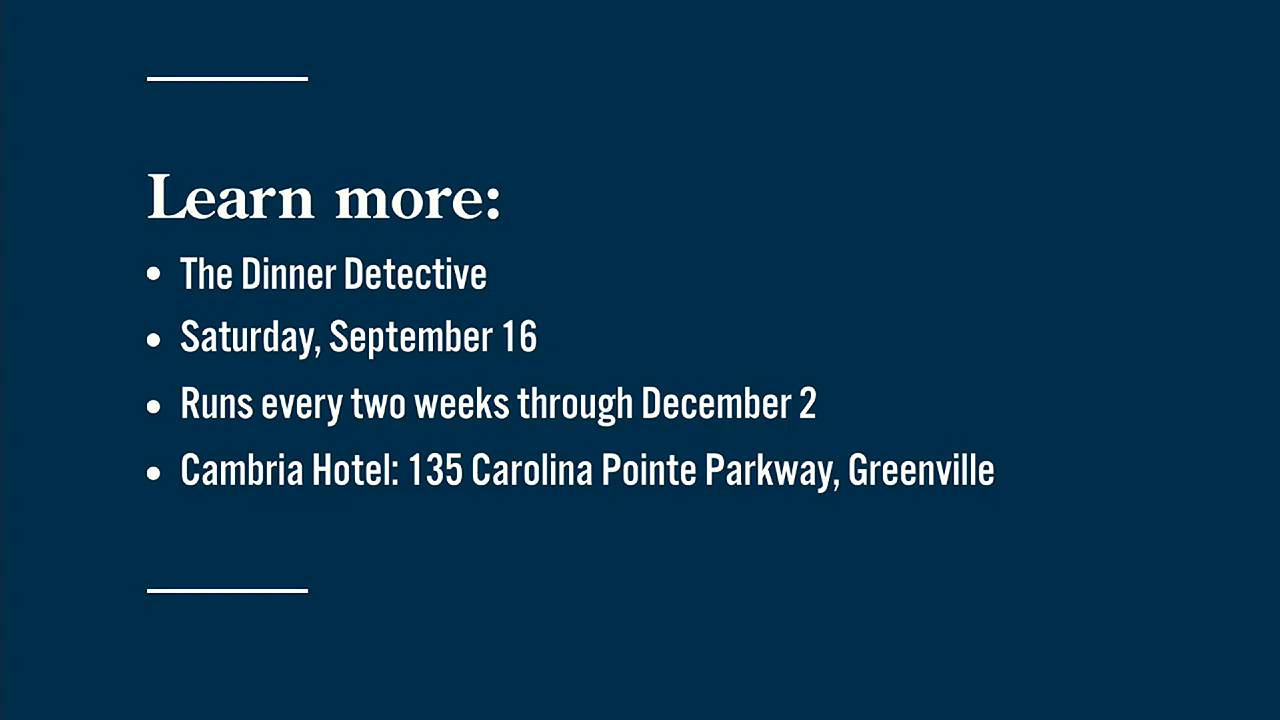 Learn more:
• The Dinner Detective
• Saturday, September 16
• Runs every two weeks through December 2
• Cambria Hotel: 135 Carolina Pointe Parkway, Greenville